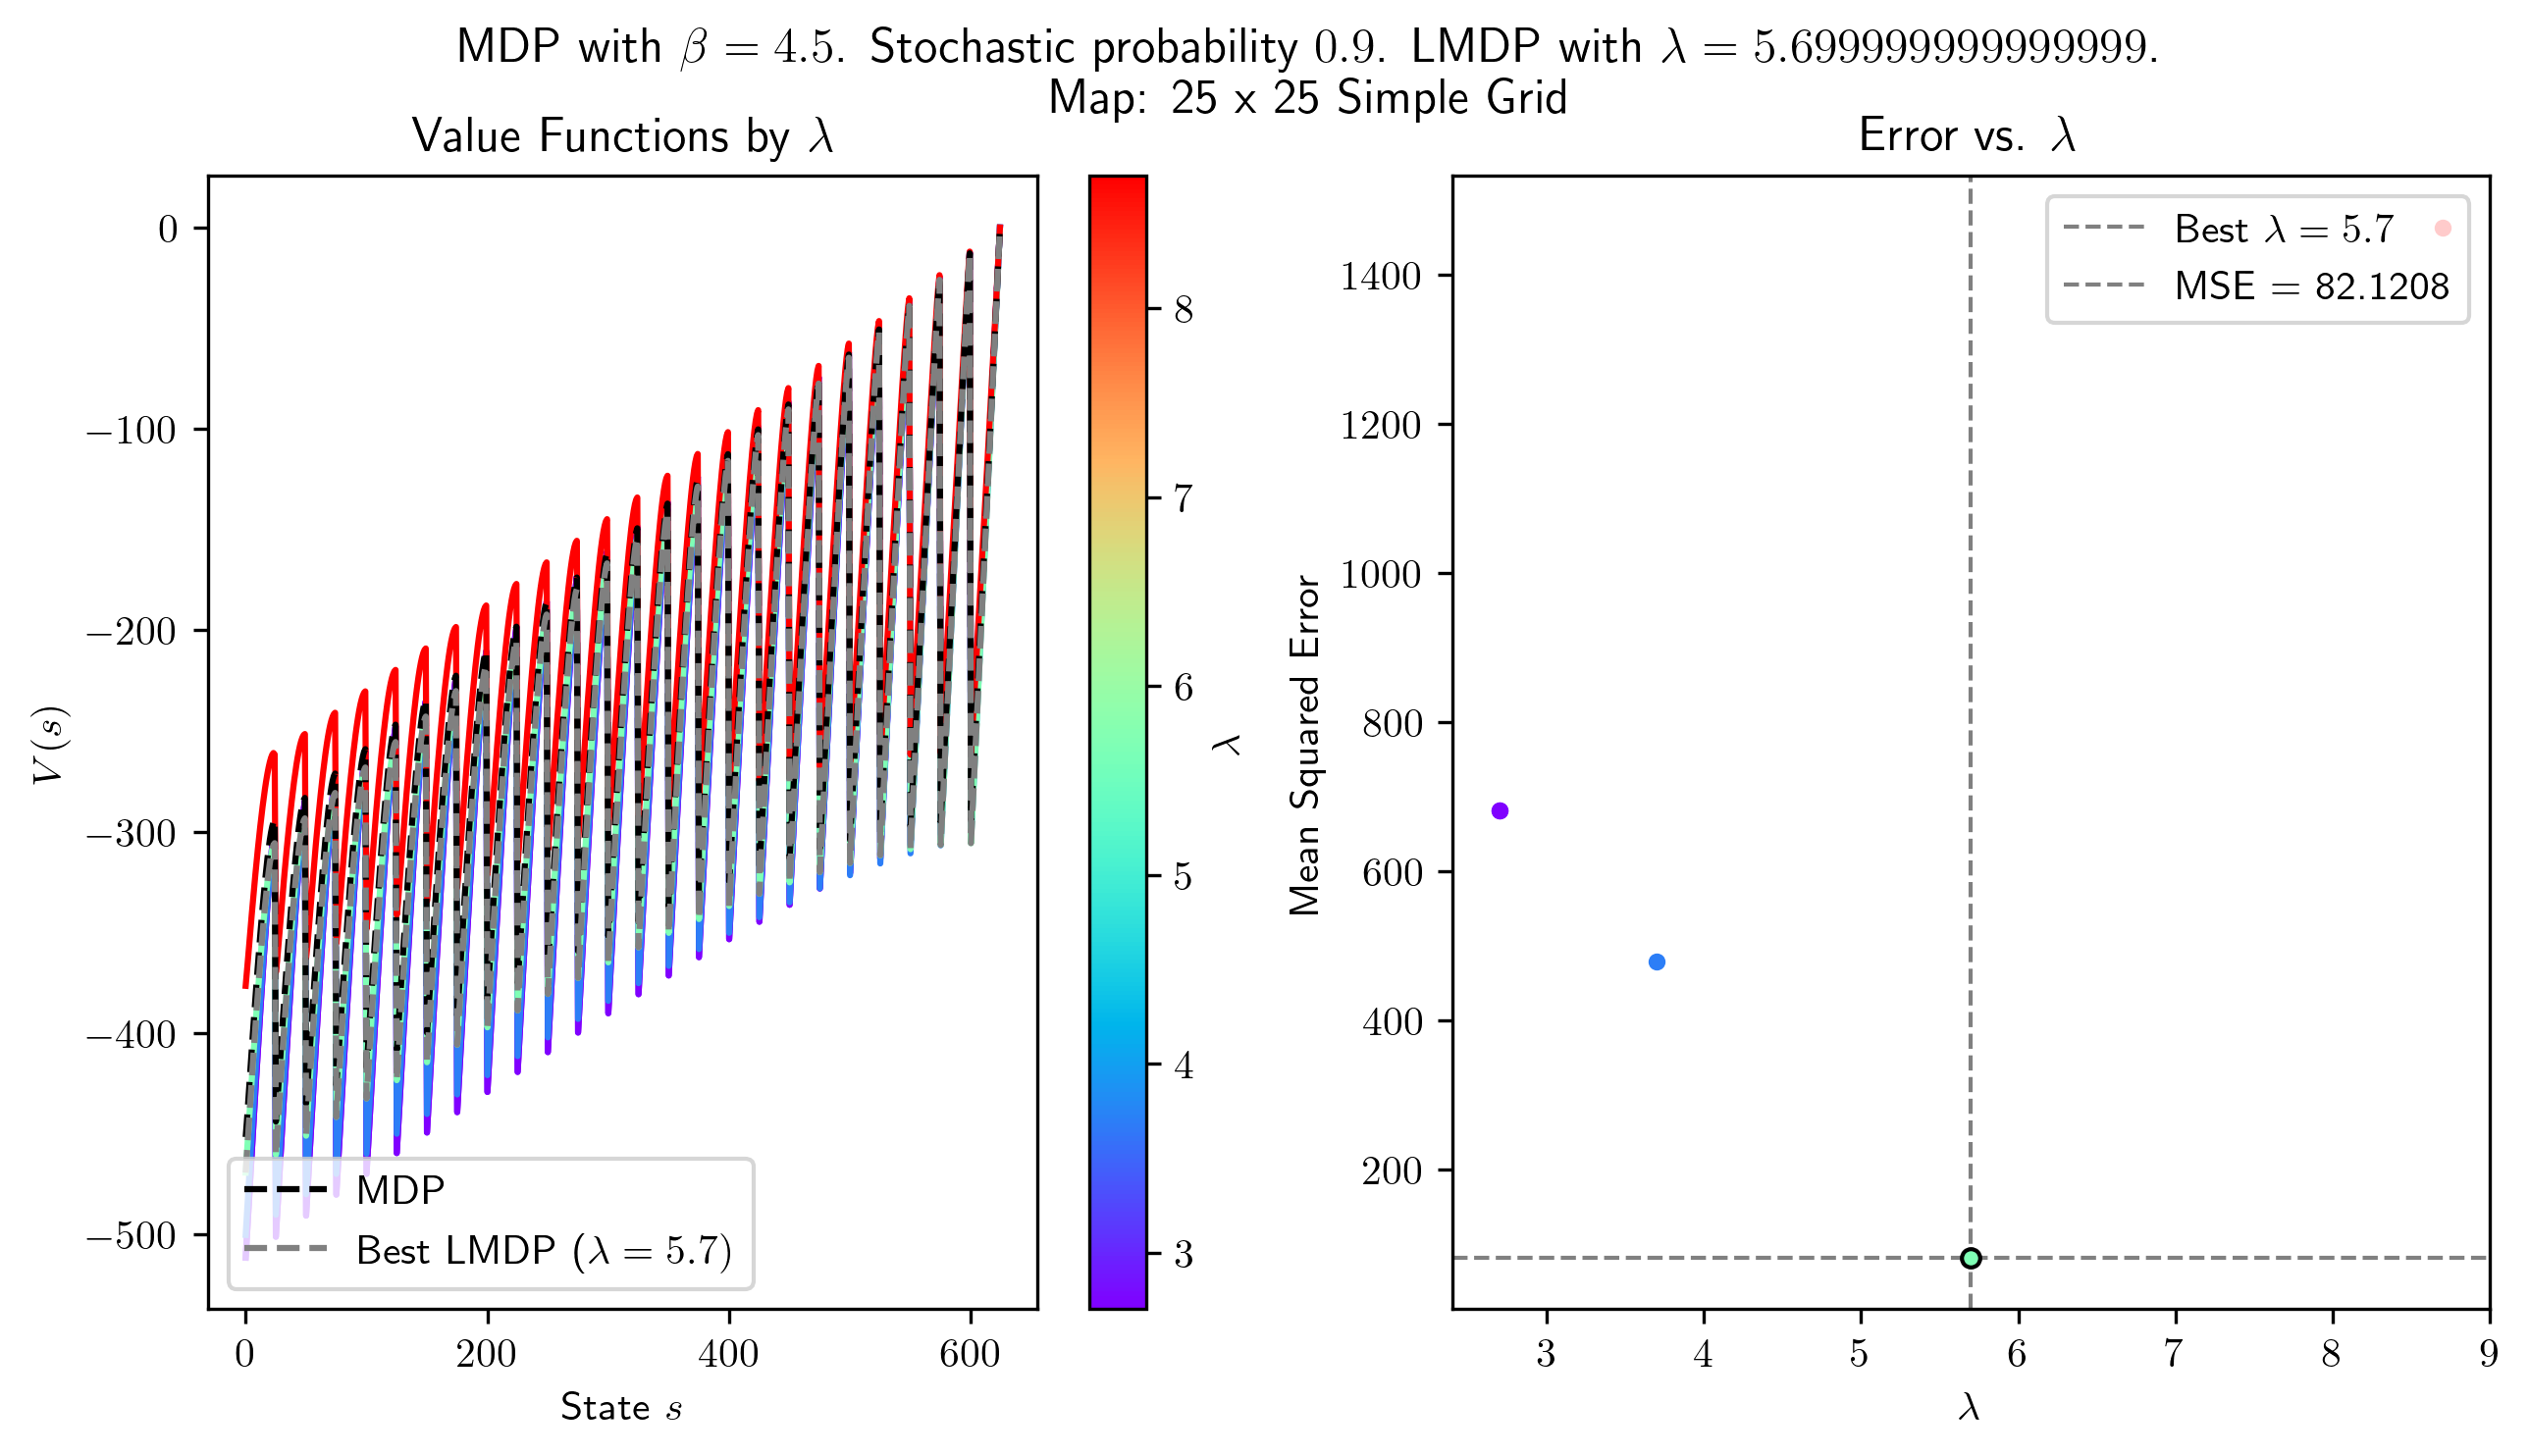 MDP with β = 4.5. Stochastic probability 0.9. LMDP with λ = 5.699999999999999.
Map: 25 x 25 Simple Grid
Value Functions by λ
0
−100
−200
−300
−400
−500
V(s)
0
200
400
600
State s
MDP
Best LMDP (λ = 5.7)
8
7
6
5
4
3
λ
Error vs. λ
1400
1200
1000
800
600
400
200
Mean Squared Error
3
4
5
6
7
8
9
λ
Best λ = 5.7
MSE = 82.1208